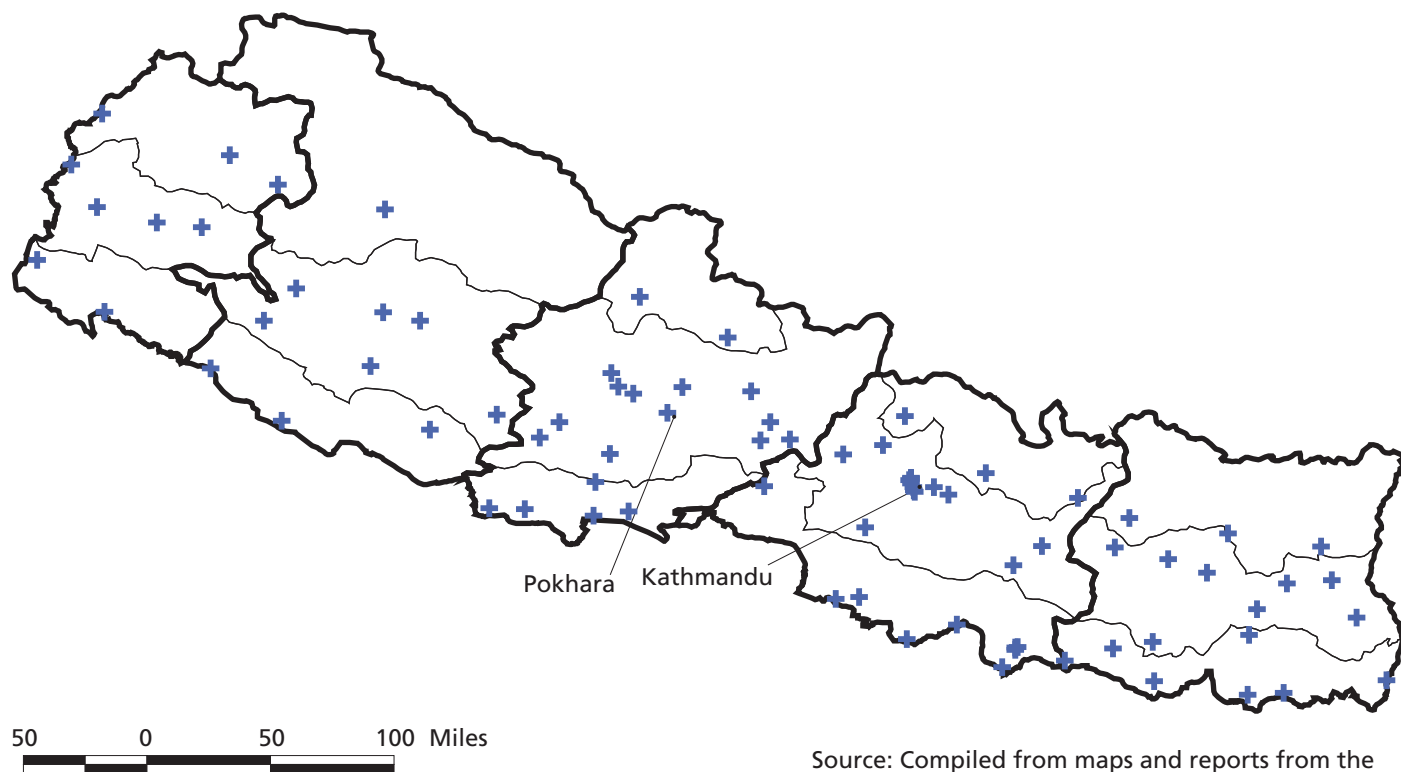 Pokhara
Kathmandu
50 0 50 100 Miles
Source: Compiled from maps and reports from the